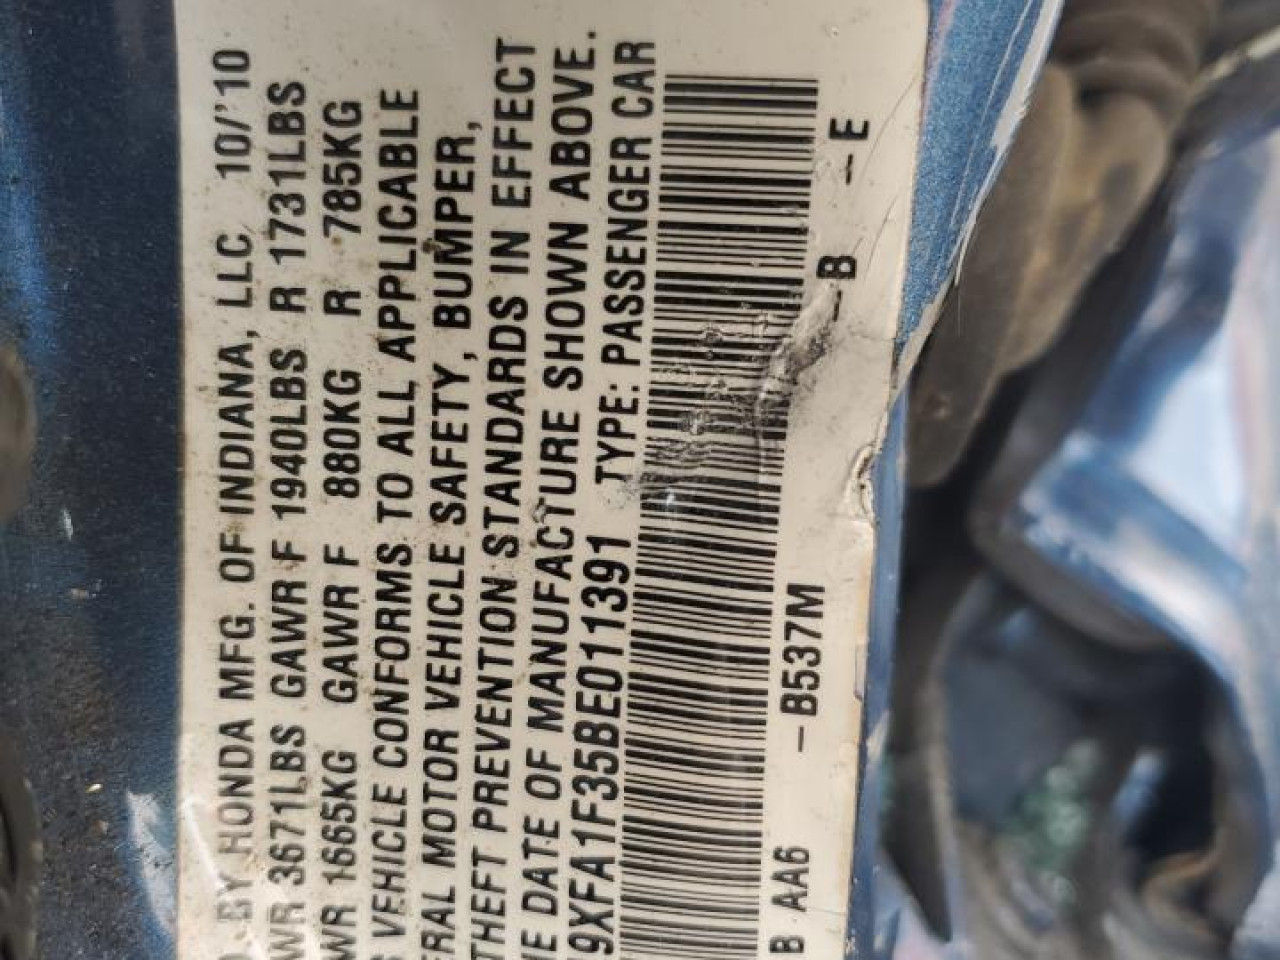 BY HONDA MFG. OF INDIANA, LLC 10/'10
WR 3671LBS GAWR F 1940LBS R 1731LBS
WR 1665KG GAWR F 880KG R 785KG
VEHICLE CONFORMS TO ALL APPLICABLE
ERAL MOTOR VEHICLE SAFETY, BUMPER,
THEFT PREVENTION STANDARDS IN EFFECT
HE DATE OF MANUFACTURE SHOWN ABOVE.
9XFA1F35BE011391 TYPE: PASSENGER CAR
B AA6 –B537M –B --E